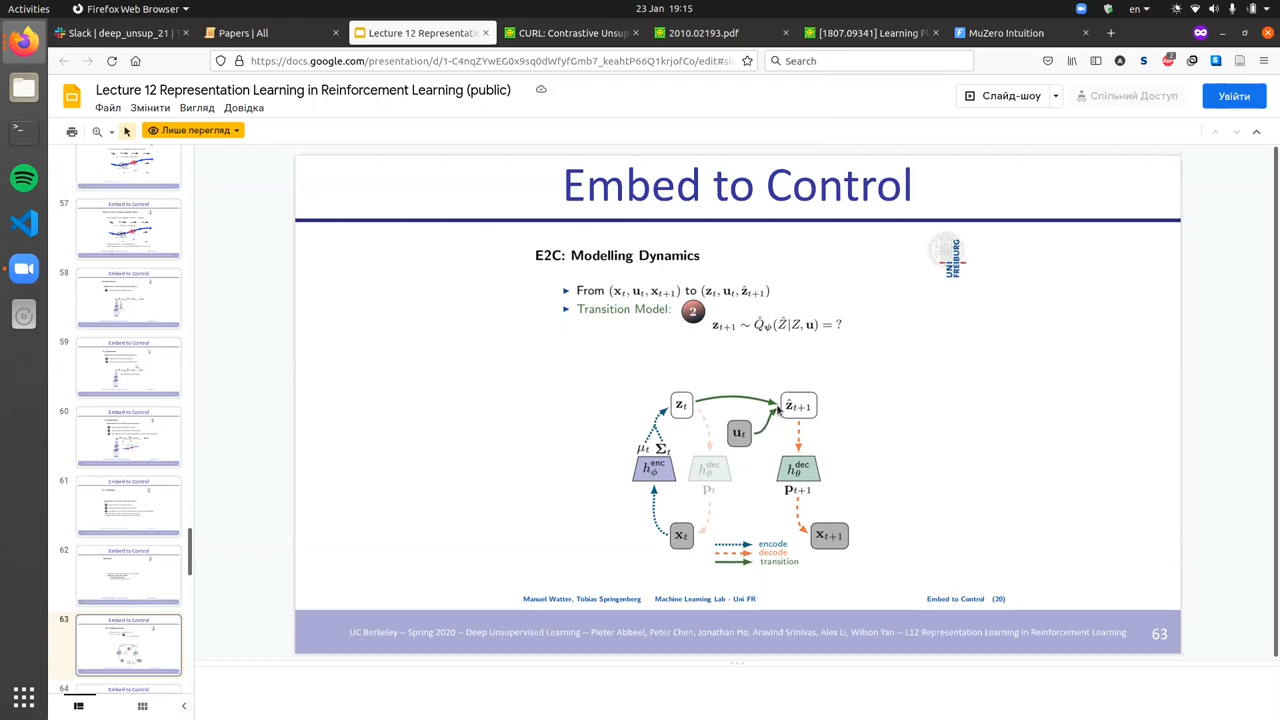 Activities
Firefox Web Browser
23 Jan 19:15
en
Slack | deep_unsup_21 | T
Papers | Яll
Lecture 12 Representatio
CURL: Contrastive Unsup
2010.02193.pdf
[1807.09341] Learning Pl
MuZero Intuition
https://docs.google.com/presentation/d/1-C4nqZYwEG0x9sq0dWfyfGmb7_keahtP66Q1krjofCo/edit#sli
Search
Lecture 12 Representation Learning in Reinforcement Learning (public)
Файл Змінити Вигляд Довідка
Слайд-шоу
Спільний Доступ
Увійти
Лише перегляд
57
Embed to Control
58
Embed to Control
59
Embed to Control
60
Embed to Control
61
Embed to Control
62
Embed to Control
63
Embed to Control
64
Embed to Control
Embed to Control
E2C: Modelling Dynamics
UNI FREIBURG
► From (x_t, u_t, x_{t+1}) to (z_t, u_t, ẑ_{t+1})
► Transition Model: 2
z_{t+1} ~ Q̂_ψ(Ẑ|Z, u) = ?
z_t
ẑ_{t+1}
u_t
μ_t Σ_t
h_ϕ^enc
h_θ^dec
h_θ^dec
p_t
p_{t+1}
x_t
x_{t+1}
encode
decode
transition
Manuel Watter, Tobias Springenberg Machine Learning Lab - Uni FR Embed to Control (20)
UC Berkeley -- Spring 2020 -- Deep Unsupervised Learning -- Pieter Abbeel, Peter Chen, Jonathan Ho, Aravind Srinivas, Alex Li, Wilson Yan -- L12 Representation Learning in Reinforcement Learning
63